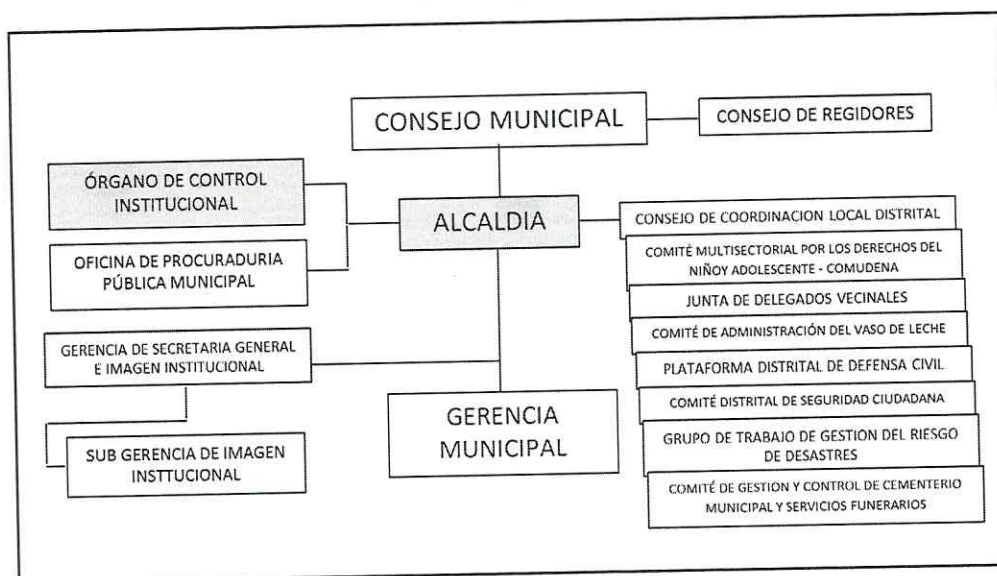 CONSEJO MUNICIPAL
CONSEJO DE REGIDORES
ÓRGANO DE CONTROL
INSTITUCIONAL
ALCALDIA
OFICINA DE PROCURADURIA
PÚBLICA MUNICIPAL
CONSEJO DE COORDINACION LOCAL DISTRITAL
COMITÉ MULTISECTORIAL POR LOS DERECHOS DEL
NIÑOY ADOLESCENTE - COMUDENA
JUNTA DE DELEGADOS VECINALES
COMITÉ DE ADMINISTRACIÓN DEL VASO DE LECHE
PLATAFORMA DISTRITAL DE DEFENSA CIVIL
COMITÉ DISTRITAL DE SEGURIDAD CIUDADANA
GRUPO DE TRABAJO DE GESTION DEL RIESGO
DE DESASTRES
COMITÉ DE GESTION Y CONTROL DE CEMENTERIO
MUNICIPAL Y SERVICIOS FUNERARIOS
GERENCIA DE SECRETARIA GENERAL
E IMAGEN INSTITUCIONAL
SUB GERENCIA DE IMAGEN
INSTTUCIONAL
GERENCIA
MUNICIPAL